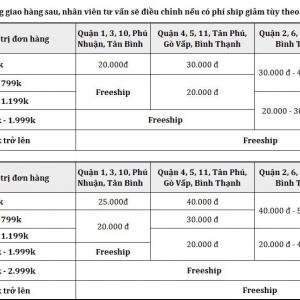 g giao hàng sau, nhân viên tư vấn sẽ điều chỉnh nếu có phí ship giảm tùy theo
trị đơn hàng
Quận 1, 3, 10, Phú
Nhuận, Tân Bình
Quận 4, 5, 11, Tân Phú,
Gò Vấp, Bình Thạnh
Quận 2, 6,
Bình T
k
20.000đ
30.000 đ
30.000 đ - 4
799k
Freeship
20.000 đ
1.199k
20.000 - 30
k - 1.999k
Freeship
k trở lên
Freeship
trị đơn hàng
Quận 1, 3, 10, Phú
Nhuận, Tân Bình
Quận 4, 5, 11, Tân Phú,
Gò Vấp, Bình Thạnh
Quận 2, 6,
Bình T
k
25.000 đ
40.000 đ
40.000 đ - 5
799k
20.000 đ
30.000 đ
1.199k
20.000 đ
20.000 đ - 4
k - 1.999k
Freeship
k - 2.999k
Freeship
k trở lên